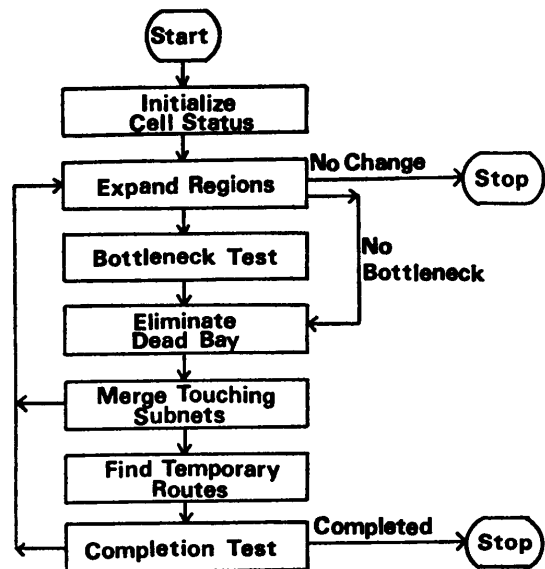 Start
Initialize
Cell Status
No Change
Expand Regions
Stop
No
Bottleneck
Bottleneck Test
Eliminate
Dead Bay
Merge Touching
Subnets
Find Temporary
Routes
Completed
Completion Test
Stop